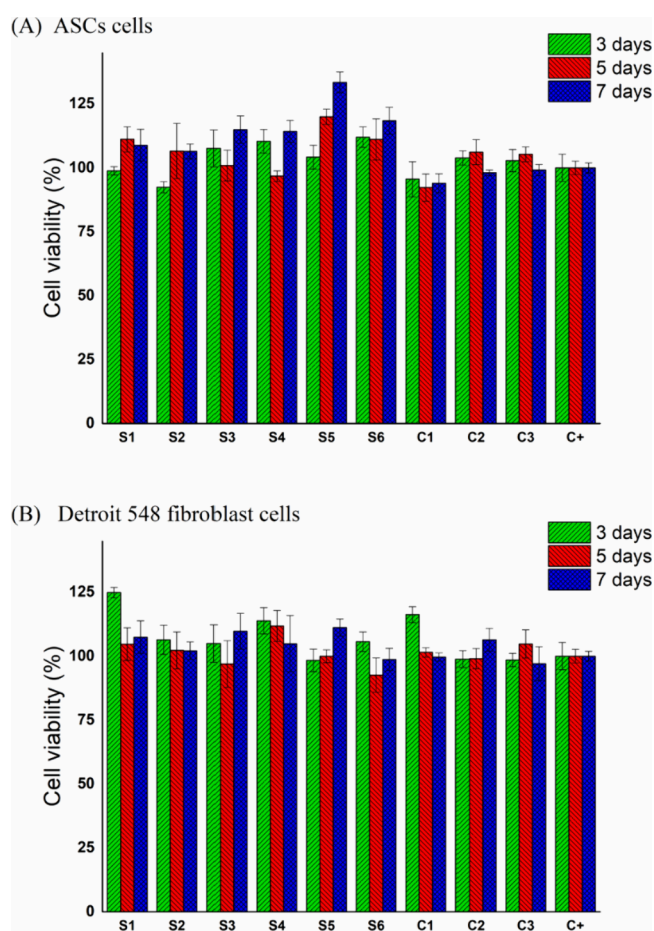 (A) ASCs cells
3 days
5 days
7 days
Cell viability (%)
125
100
75
50
25
0
S1 S2 S3 S4 S5 S6 C1 C2 C3 C+
(B) Detroit 548 fibroblast cells
3 days
5 days
7 days
Cell viability (%)
125
100
75
50
25
0
S1 S2 S3 S4 S5 S6 C1 C2 C3 C+